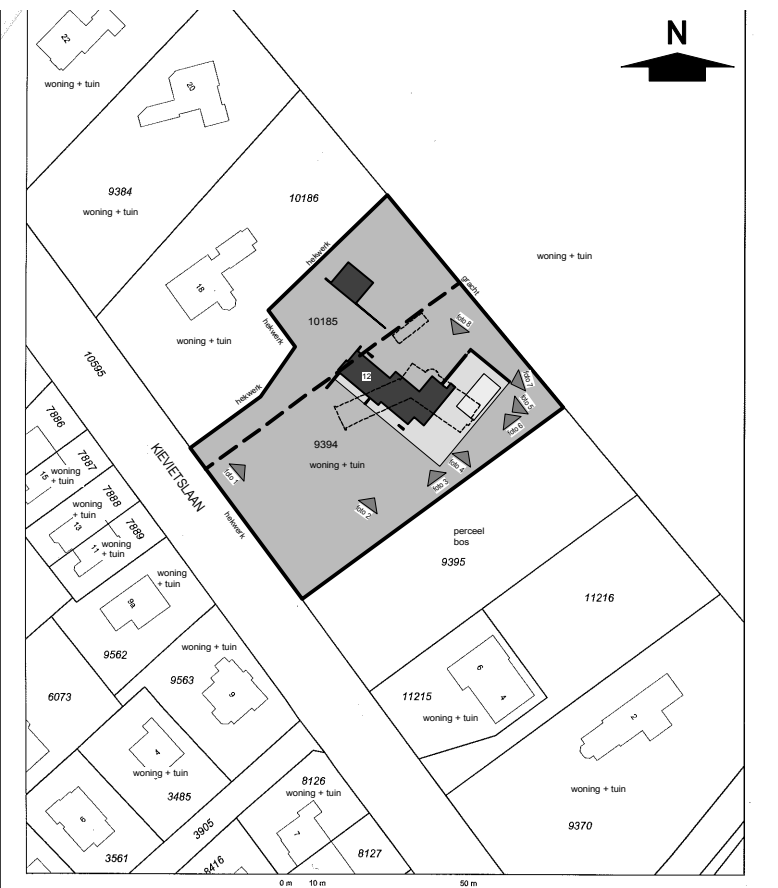 N
22
woning + tuin
20
9384
woning + tuin
10186
hekwerk
woning + tuin
18
gracht
10185
foto 8
woning + tuin
hekwerk
10595
12
foto 7
hekwerk
foto 5
7886
foto 6
9394
KIEVIETSLAAN
woning + tuin
foto 4
7887
foto 1
woning
+ tuin
15
foto 3
7888
foto 2
woning
+ tuin
hekwerk
7889
13
perceel
bos
woning
+ tuin
11
9395
woning
+ tuin
9a
11216
9562
woning + tuin
9563
6
9
4
6073
11215
woning + tuin
2
4
woning + tuin
8126
woning + tuin
woning + tuin
3485
6
3905
7
9370
3561
8416
8127
0 m 10 m 50 m